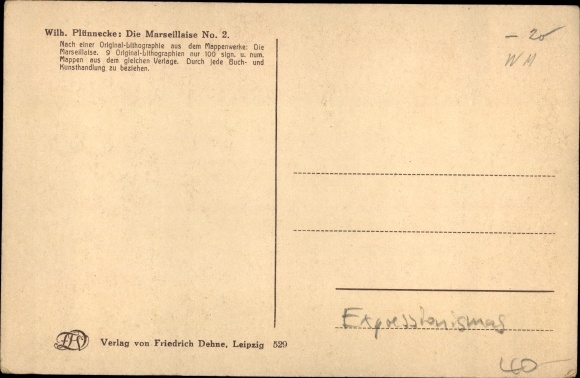 Wilh. Plünnecke: Die Marseillaise No. 2.
Nach einer Original-Lithographie aus dem Mappenwerke: Die
Marseillaise. 9 Original-Lithographien nur 100 sign. u. num.
Mappen aus dem gleichen Verlage. Durch jede Buch- und
Kunsthandlung zu beziehen.
- 20
WM
Expressionismus
Verlag von Friedrich Dehne, Leipzig 529
40